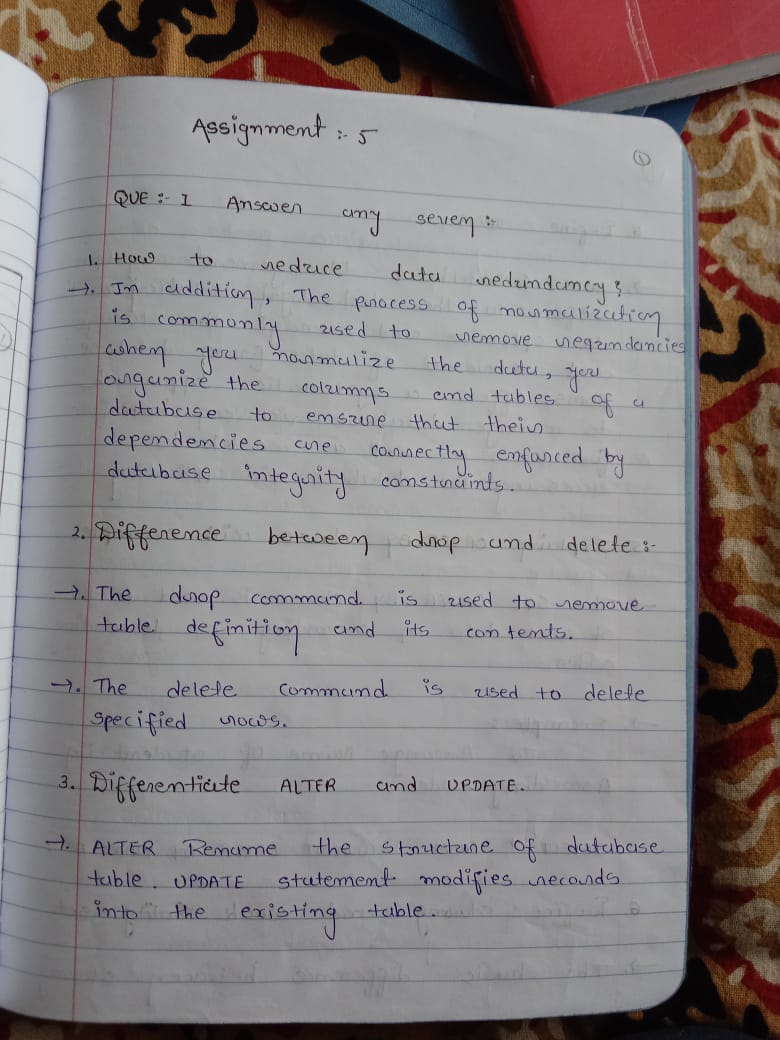 Assignment :- 5
①
QUE :- 1 Answer any seven :-
1. How to reduce data redundancy?
→. In addition, The process of normalization
is commonly used to remove requndancies
when you normalize the data, you
organize the columns and tables of a
database to ensure that their
dependencies are correctly enforced by
database integrity constraints.
2. Difference between drop and delete :-
→. The drop command is used to remove
table definition and its contents.
→. The delete command is used to delete
specified rows.
3. Differenticate ALTER and UPDATE.
→. ALTER Rename the structure of database
table. UPDATE statement modifies records
into the existing table.